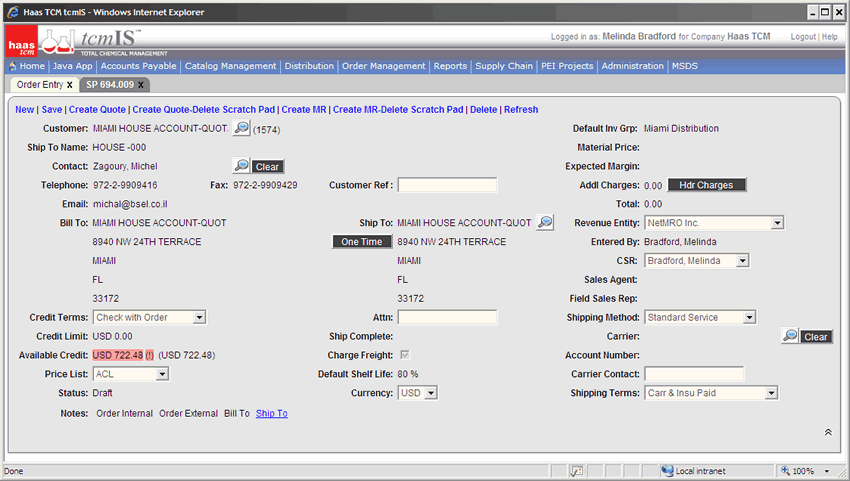 Haas TCM tcmIS - Windows Internet Explorer
haas tcm tcmIS™ TOTAL CHEMICAL MANAGEMENT
Logged in as: Melinda Bradford for Company Haas TCM Logout | Help
Home | Java App | Accounts Payable | Catalog Management | Distribution | Order Management | Reports | Supply Chain | PEI Projects | Administration | MSDS
Order Entry X SP 694.009 X
New | Save | Create Quote | Create Quote-Delete Scratch Pad | Create MR | Create MR-Delete Scratch Pad | Delete | Refresh
Customer: MIAMI HOUSE ACCOUNT-QUOT. (1574) Default Inv Grp: Miami Distribution
Ship To Name: HOUSE -000 Material Price:
Contact: Zagoury, Michel Clear Expected Margin:
Telephone: 972-2-9909416 Fax: 972-2-9909429 Customer Ref : Addl Charges: 0.00 Hdr Charges
Email: michal@bsel.co.il Total: 0.00
Bill To: MIAMI HOUSE ACCOUNT-QUOT Ship To: MIAMI HOUSE ACCOUNT-QUOT Revenue Entity: NetMRO Inc.
8940 NW 24TH TERRACE One Time 8940 NW 24TH TERRACE Entered By: Bradford, Melinda
MIAMI MIAMI CSR: Bradford, Melinda
FL FL Sales Agent:
33172 33172 Field Sales Rep:
Credit Terms: Check with Order Attn: Shipping Method: Standard Service
Credit Limit: USD 0.00 Ship Complete: Carrier: Clear
Available Credit: USD 722.48 (!) (USD 722.48) Charge Freight: Account Number:
Price List: ACL Default Shelf Life: 80 % Carrier Contact:
Status: Draft Currency: USD Shipping Terms: Carr & Insu Paid
Notes: Order Internal Order External Bill To Ship To
Done Local intranet 100%